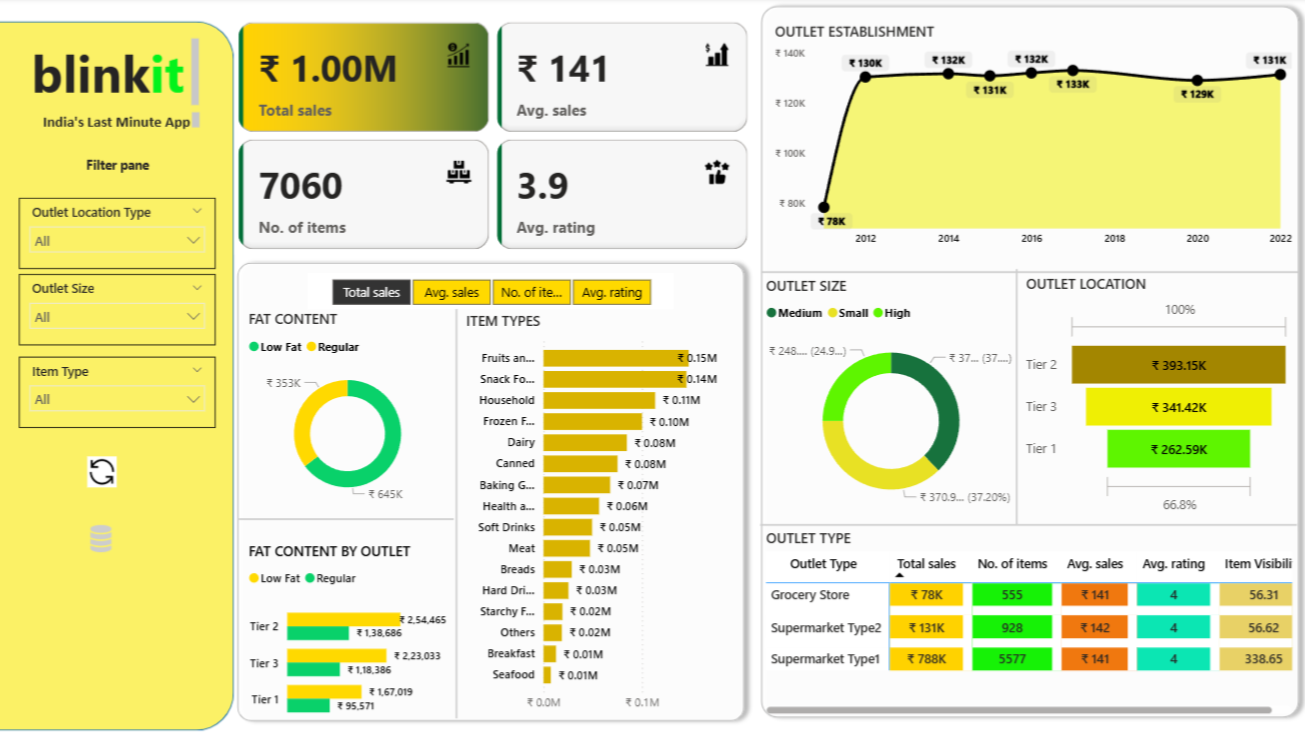 blinkit
India's Last Minute App
Filter pane
Outlet Location Type
All
Outlet Size
All
Item Type
All
₹ 1.00M
Total sales
₹ 141
Avg. sales
7060
No. of items
3.9
Avg. rating
Total sales Avg. sales No. of ite... Avg. rating
FAT CONTENT
Low Fat Regular
₹ 353K
₹ 645K
FAT CONTENT BY OUTLET
Low Fat Regular
Tier 2 ₹ 2,54,465
₹ 1,38,686
Tier 3 ₹ 2,23,033
₹ 1,18,386
Tier 1 ₹ 1,67,019
₹ 95,571
ITEM TYPES
Fruits an... ₹ 0.15M
Snack Fo... ₹ 0.14M
Household ₹ 0.11M
Frozen F... ₹ 0.10M
Dairy ₹ 0.08M
Canned ₹ 0.08M
Baking G... ₹ 0.07M
Health a... ₹ 0.06M
Soft Drinks ₹ 0.05M
Meat ₹ 0.05M
Breads ₹ 0.03M
Hard Dri... ₹ 0.03M
Starchy F... ₹ 0.02M
Others ₹ 0.02M
Breakfast ₹ 0.01M
Seafood ₹ 0.01M
₹ 0.0M ₹ 0.1M
OUTLET ESTABLISHMENT
₹ 140K
₹ 120K
₹ 100K
₹ 80K
₹ 78K ₹ 130K ₹ 132K ₹ 131K ₹ 132K ₹ 133K ₹ 129K ₹ 131K
2012 2014 2016 2018 2020 2022
OUTLET SIZE
Medium Small High
₹ 248.... (24.9...) ₹ 37... (37....)
₹ 370.9... (37.20%)
OUTLET LOCATION
100%
Tier 2 ₹ 393.15K
Tier 3 ₹ 341.42K
Tier 1 ₹ 262.59K
66.8%
OUTLET TYPE
Outlet Type Total sales No. of items Avg. sales Avg. rating Item Visibili
Grocery Store ₹ 78K 555 ₹ 141 4 56.31
Supermarket Type2 ₹ 131K 928 ₹ 142 4 56.62
Supermarket Type1 ₹ 788K 5577 ₹ 141 4 338.65